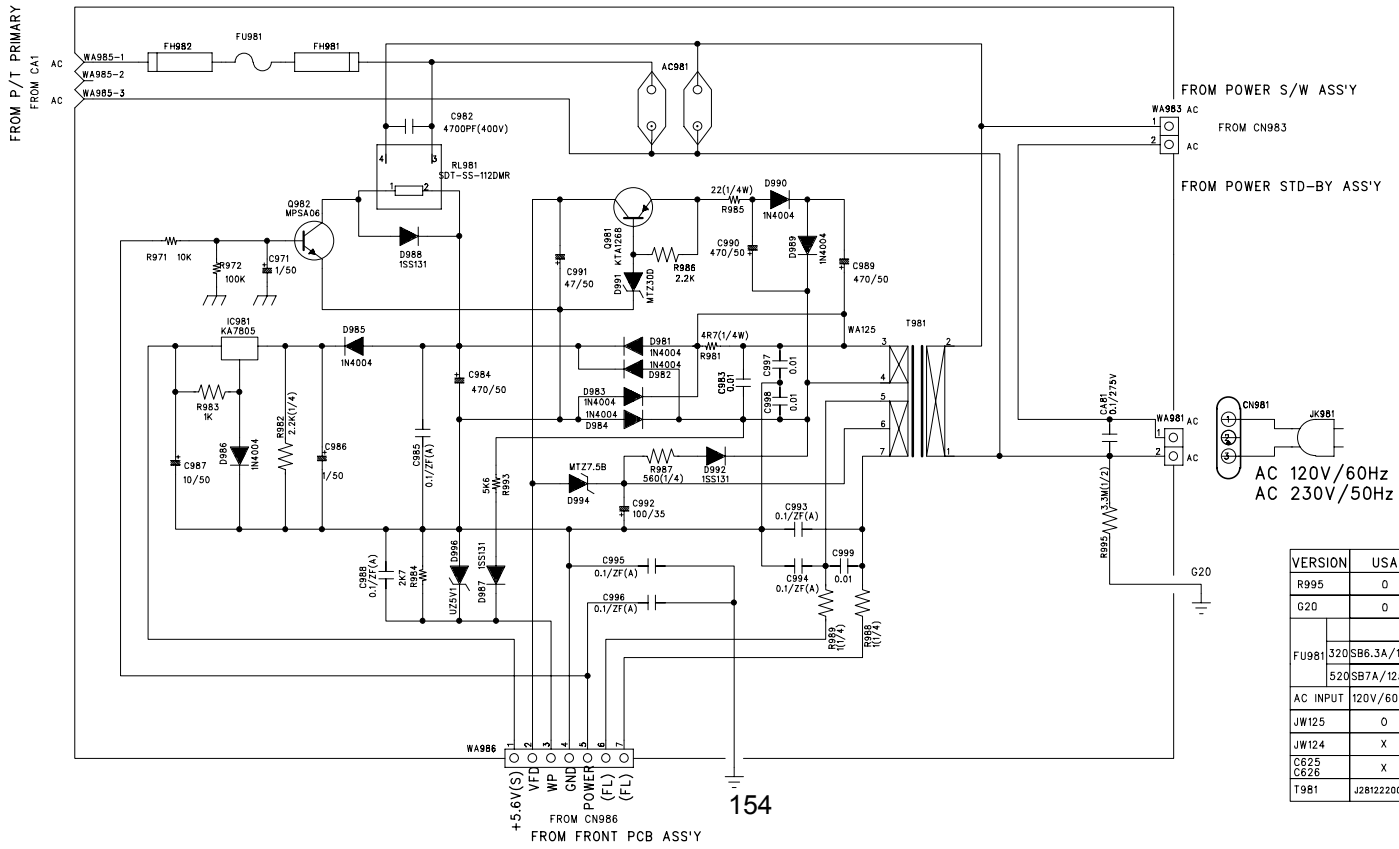 FROM P/T PRIMARY
FROM CA1
AC
WA985-1
WA985-2
AC
WA985-3
FH982
FU981
FH981
AC981
C982
4700PF(400V)
4
3
RL981
SDT-SS-112DMR
1
2
FROM POWER S/W ASS'Y
WA983
AC
1
FROM CN983
2
AC
FROM POWER STD-BY ASS'Y
Q982
MPSA06
D988
1SS131
R971
10K
R972
100K
C971
1/50
C991
47/50
Q981
KTA1268
D991
MTZ30D
R986
2.2K
22(1/4W)
R985
D990
1N4004
C990
470/50
D989
1N4004
C989
470/50
IC981
KA7805
D985
1N4004
R983
1K
D986
1N4004
C987
10/50
R982
2.2K(1/4)
C986
1/50
C985
0.1/ZF(A)
C984
470/50
D981
1N4004
1N4004
D982
D983
1N4004
1N4004
D984
4R7(1/4W)
R981
C983
0.01
C997
0.01
C998
0.01
WA125
T981
3
4
5
6
7
2
1
5K6
R993
MTZ7.5B
D994
R987
560(1/4)
D992
1SS131
C992
100/35
C993
0.1/ZF(A)
C994
0.1/ZF(A)
C999
0.01
C988
0.1/ZF(A)
2K7
R984
D996
UZ5V1
1SS131
D987
C995
0.1/ZF(A)
C996
0.1/ZF(A)
R989
1(1/4)
R988
1(1/4)
CA81
0.1/275V
3.3M(1/2)
R995
G20
WA981
AC
1
2
AC
CN981
1
2
3
JK981
AC 120V/60Hz
AC 230V/50Hz
VERSION USA
R995 O
G20 O
FU981
320 SB6.3A/1
520 SB7A/12
AC INPUT 120V/60
JW125 O
JW124 X
C625
C626 X
T981 J28122200
WA986
1 2 3 4 5 6 7
+5.6V(S)
VFD
WP
GND
POWER
(FL)
(FL)
FROM CN986
FROM FRONT PCB ASS'Y
154